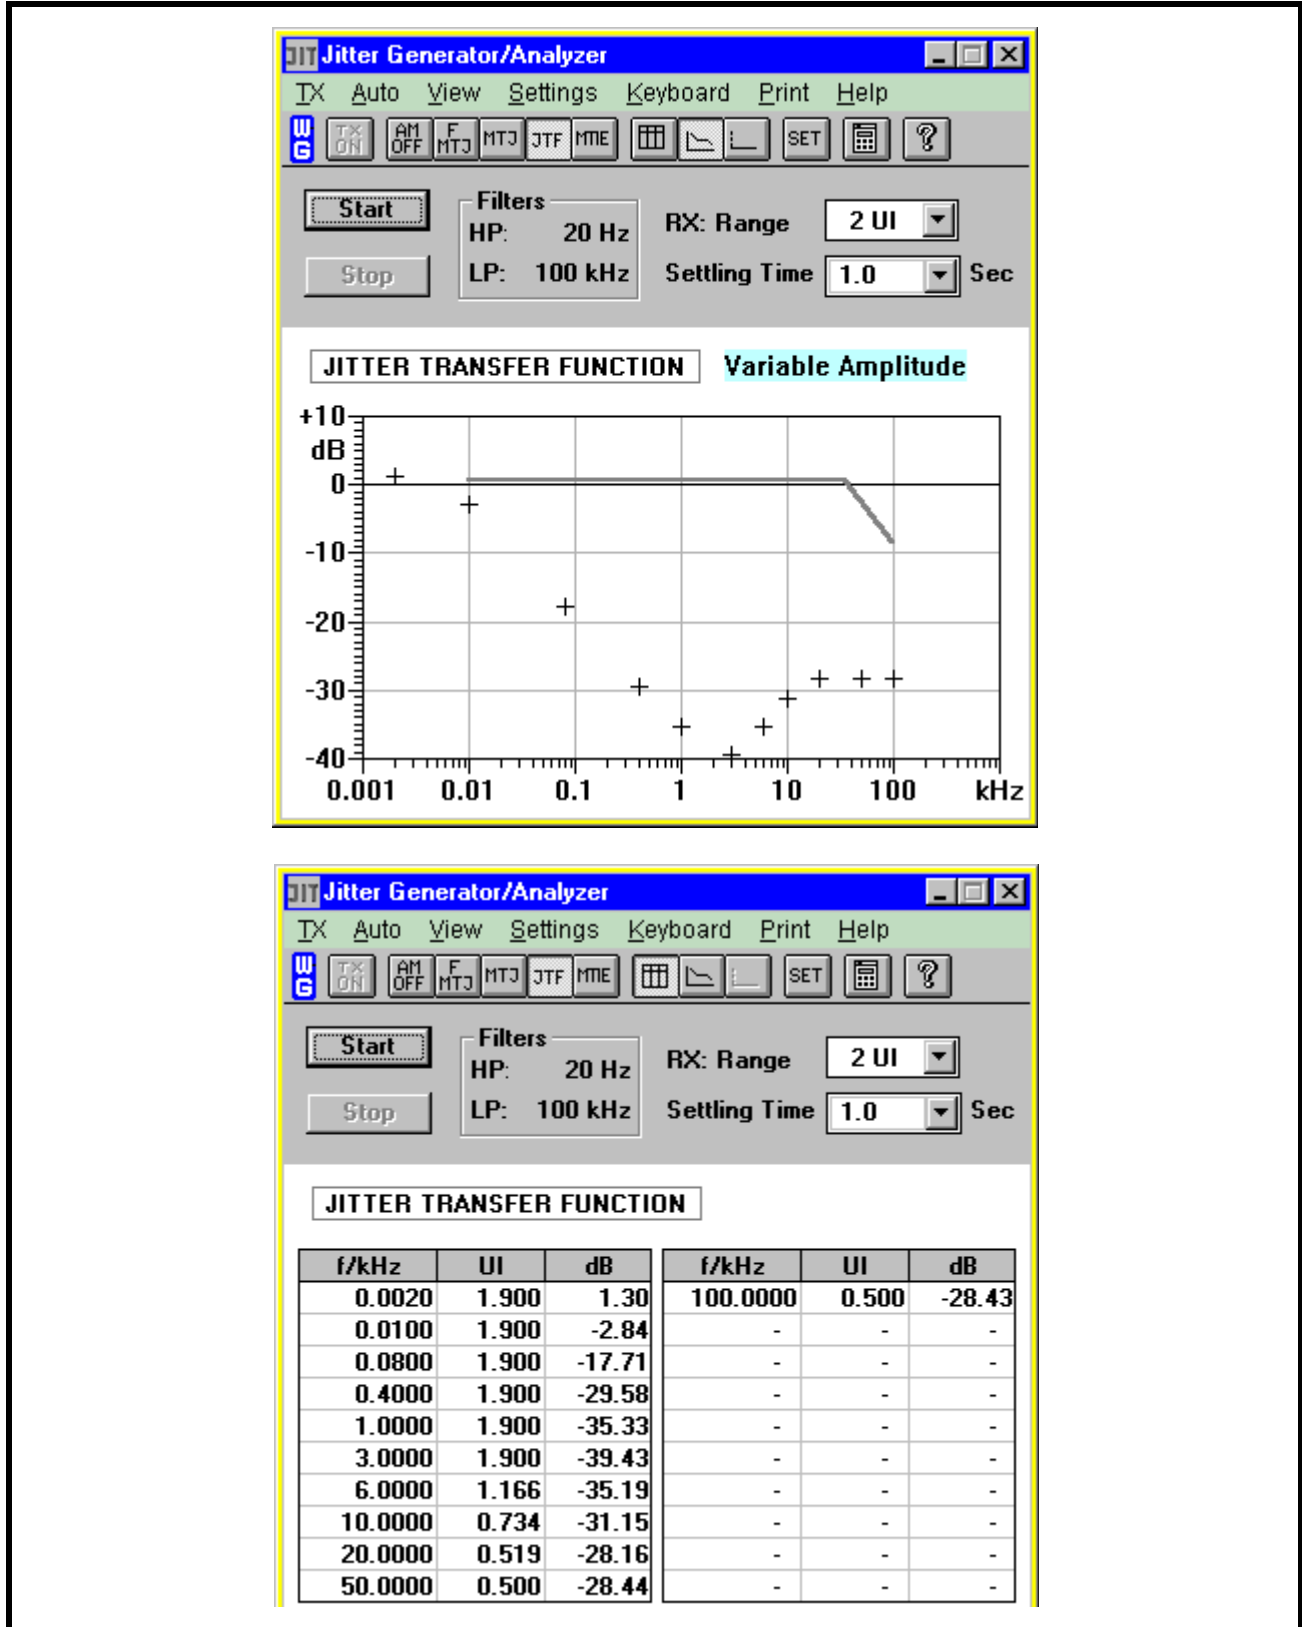 JIT Jitter Generator/Analyzer
TX Auto View Settings Keyboard Print Help
WG TX ON AM OFF F MTJ MTJ JTF MTIE SET ?
Start Filters RX: Range 2 UI
HP: 20 Hz
Stop LP: 100 kHz Settling Time 1.0 Sec
JITTER TRANSFER FUNCTION Variable Amplitude
+10
dB
0
-10
-20
-30
-40
0.001 0.01 0.1 1 10 100 kHz
JIT Jitter Generator/Analyzer
TX Auto View Settings Keyboard Print Help
WG TX ON AM OFF F MTJ MTJ JTF MTIE SET ?
Start Filters RX: Range 2 UI
HP: 20 Hz
Stop LP: 100 kHz Settling Time 1.0 Sec
JITTER TRANSFER FUNCTION
f/kHz UI dB f/kHz UI dB
0.0020 1.900 1.30 100.0000 0.500 -28.43
0.0100 1.900 -2.84 - - -
0.0800 1.900 -17.71 - - -
0.4000 1.900 -29.58 - - -
1.0000 1.900 -35.33 - - -
3.0000 1.900 -39.43 - - -
6.0000 1.166 -35.19 - - -
10.0000 0.734 -31.15 - - -
20.0000 0.519 -28.16 - - -
50.0000 0.500 -28.44 - - -